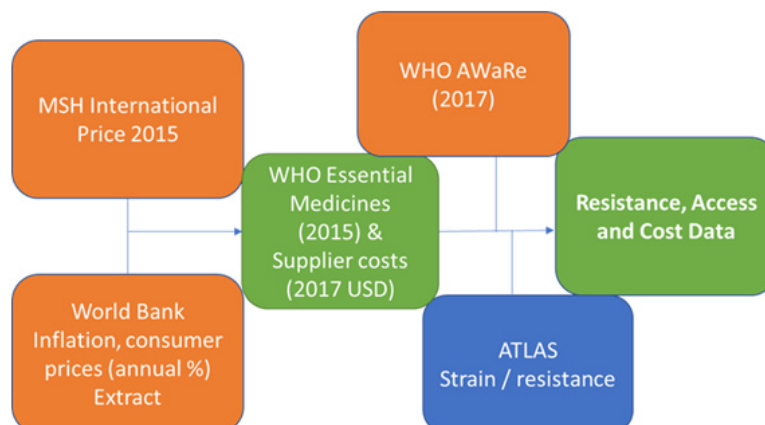 MSH International
Price 2015
WHO AWaRe
(2017)
WHO Essential
Medicines
(2015) &
Supplier costs
(2017 USD)
Resistance, Access
and Cost Data
World Bank
Inflation, consumer
prices (annual %)
Extract
ATLAS
Strain / resistance